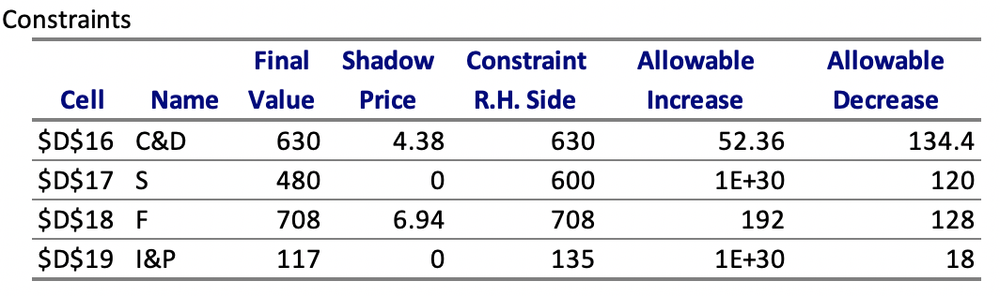 Constraints
Final Shadow Constraint Allowable Allowable
Cell Name Value Price R.H. Side Increase Decrease
$D$16 C&D 630 4.38 630 52.36 134.4
$D$17 S 480 0 600 1E+30 120
$D$18 F 708 6.94 708 192 128
$D$19 I&P 117 0 135 1E+30 18